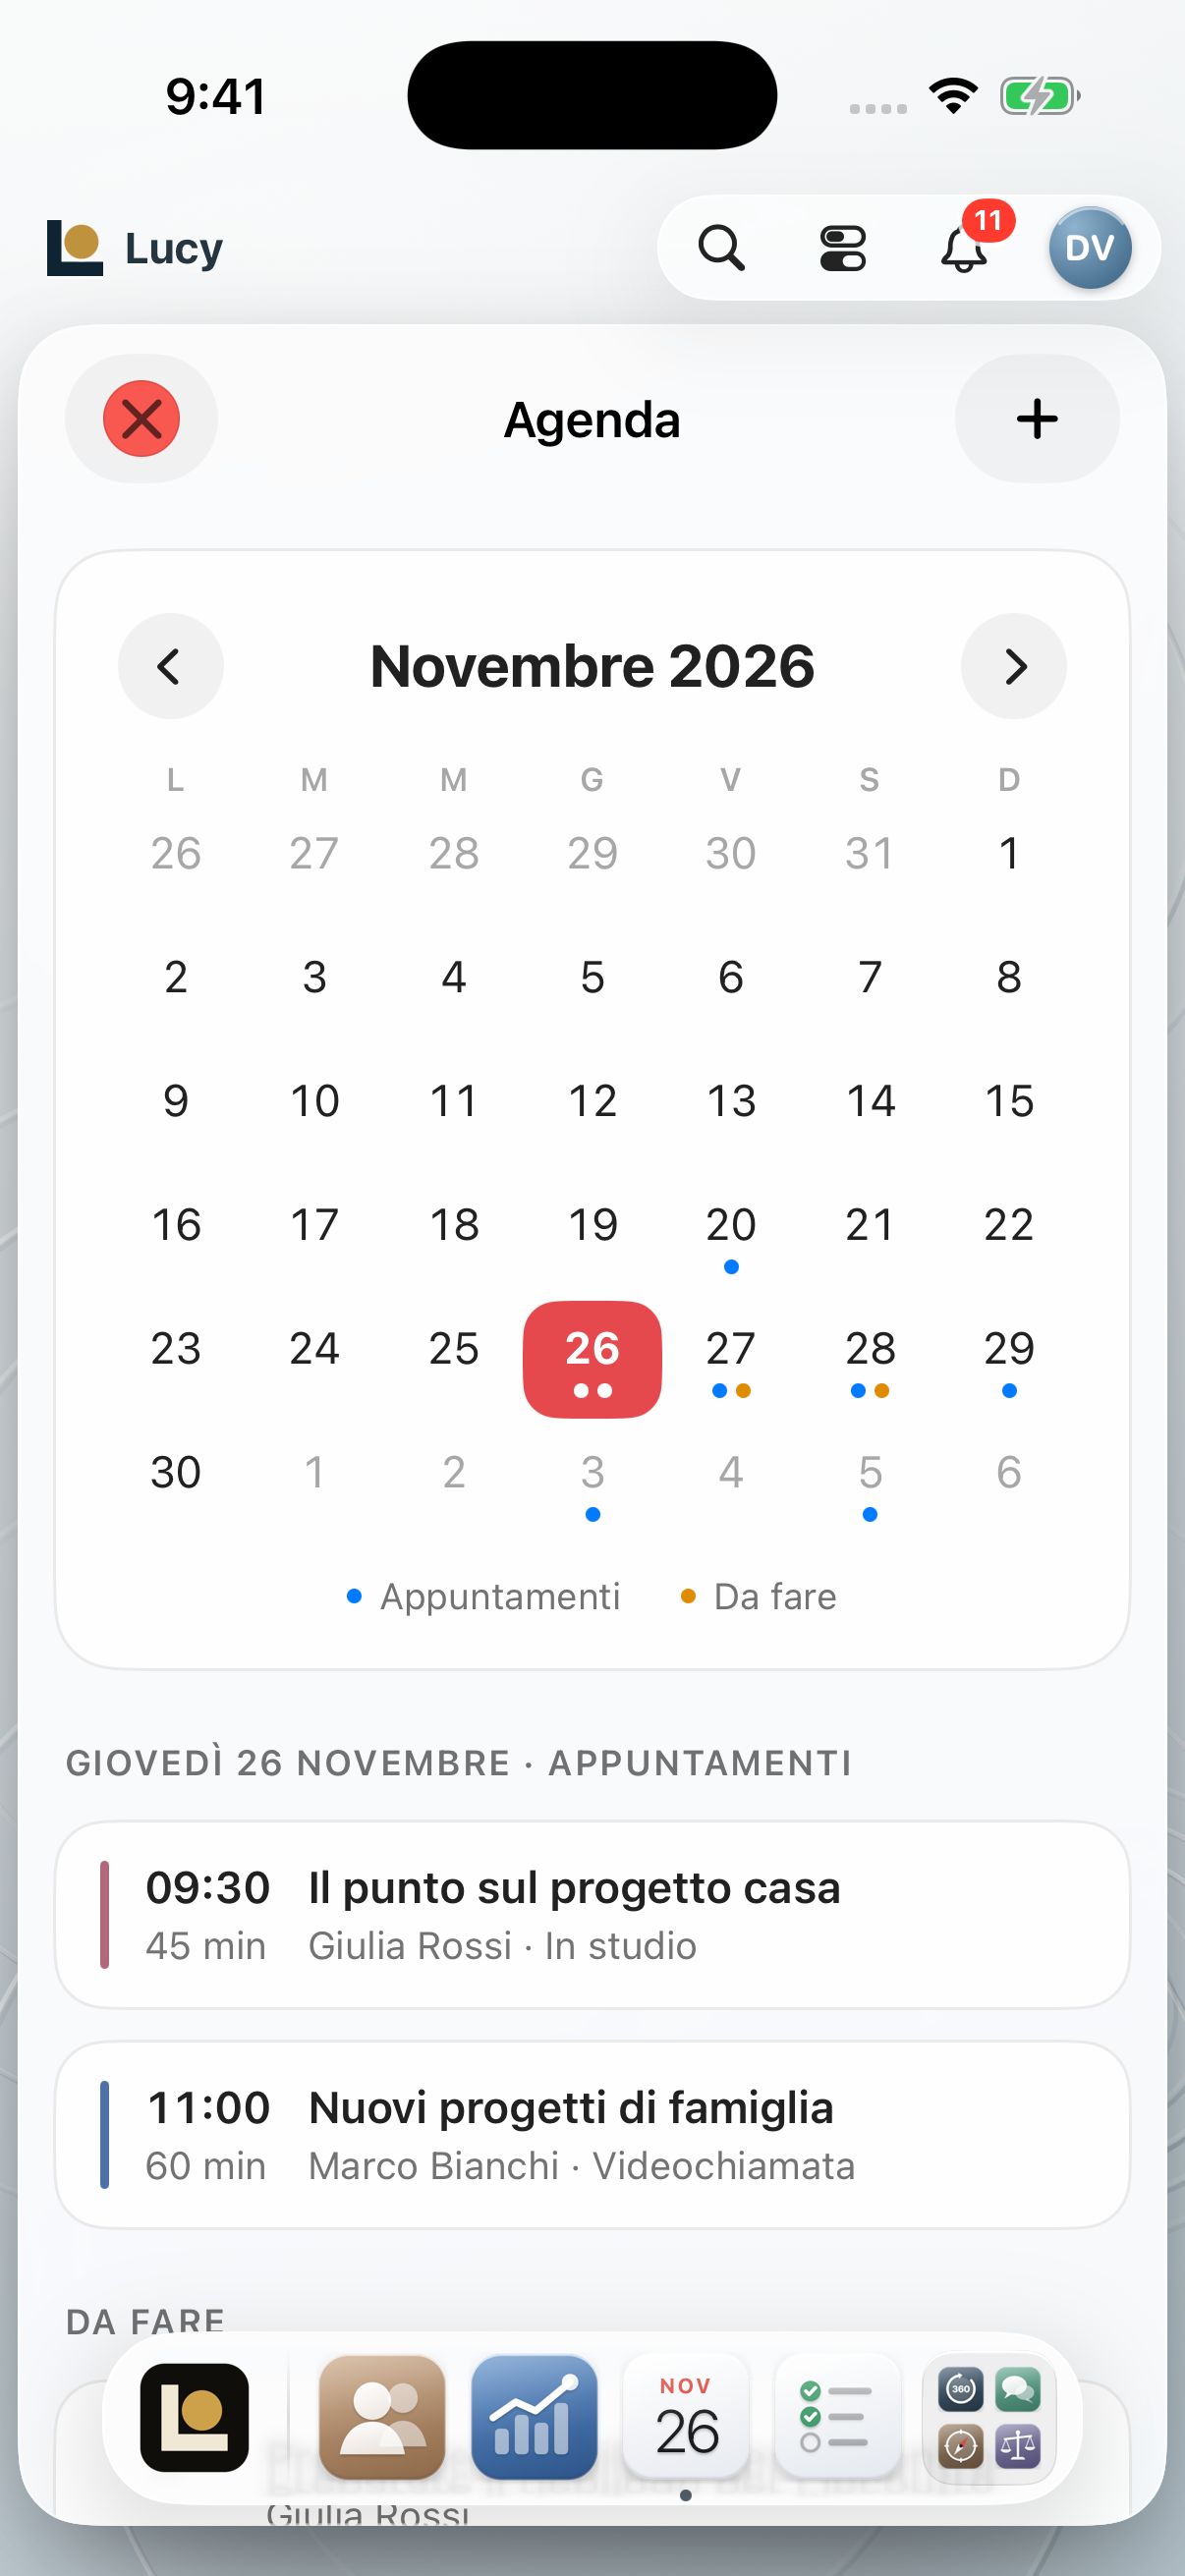 9:41
Lucy
11
DV
Agenda
Novembre 2026
L M M G V S D
26 27 28 29 30 31 1
2 3 4 5 6 7 8
9 10 11 12 13 14 15
16 17 18 19 20 21 22
23 24 25 26 27 28 29
30 1 2 3 4 5 6
Appuntamenti Da fare
GIOVEDÌ 26 NOVEMBRE · APPUNTAMENTI
09:30 Il punto sul progetto casa
45 min Giulia Rossi · In studio
11:00 Nuovi progetti di famiglia
60 min Marco Bianchi · Videochiamata
DA FARE
NOV
26
360
Giulia Rossi